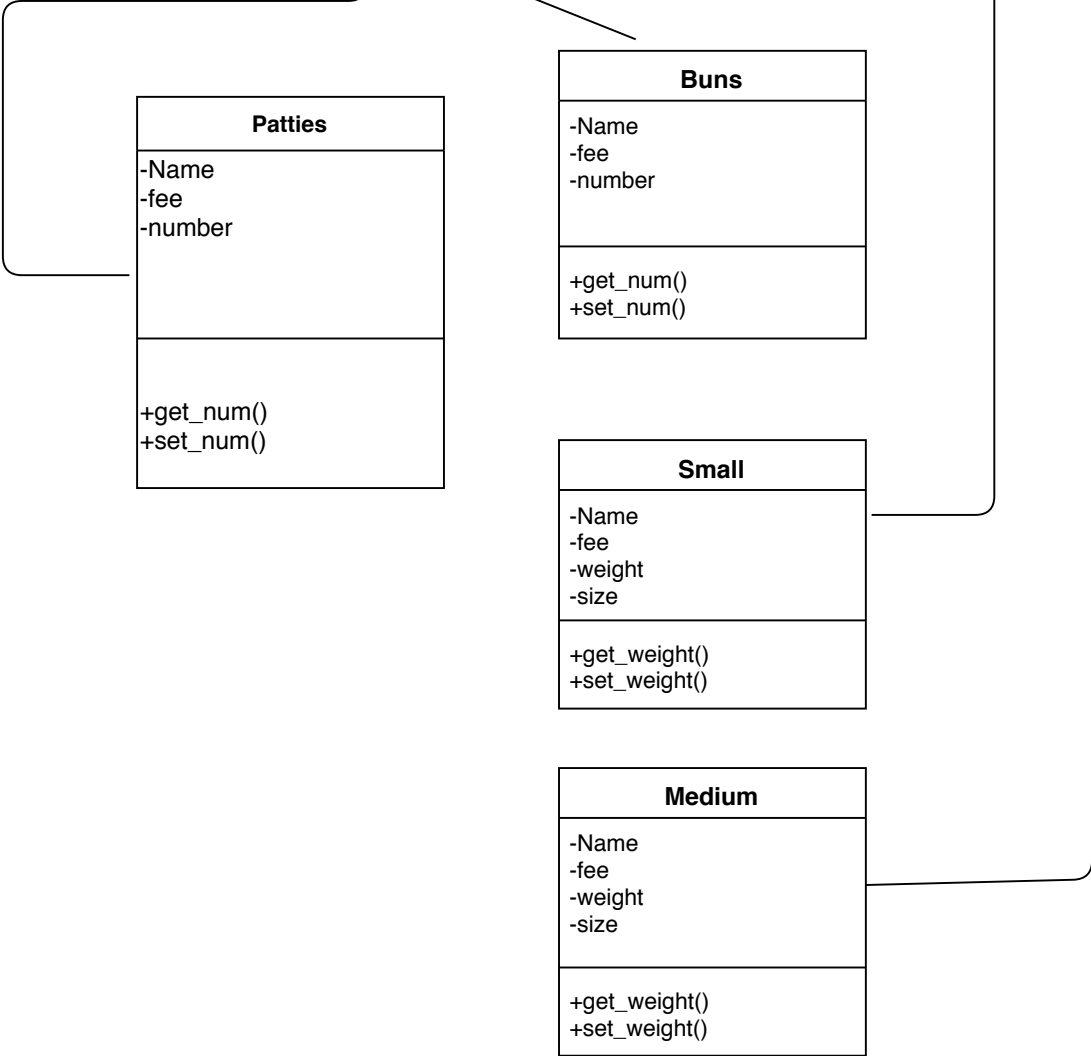 Patties
-Name
-fee
-number
+get_num()
+set_num()
Buns
-Name
-fee
-number
+get_num()
+set_num()
Small
-Name
-fee
-weight
-size
+get_weight()
+set_weight()
Medium
-Name
-fee
-weight
-size
+get_weight()
+set_weight()